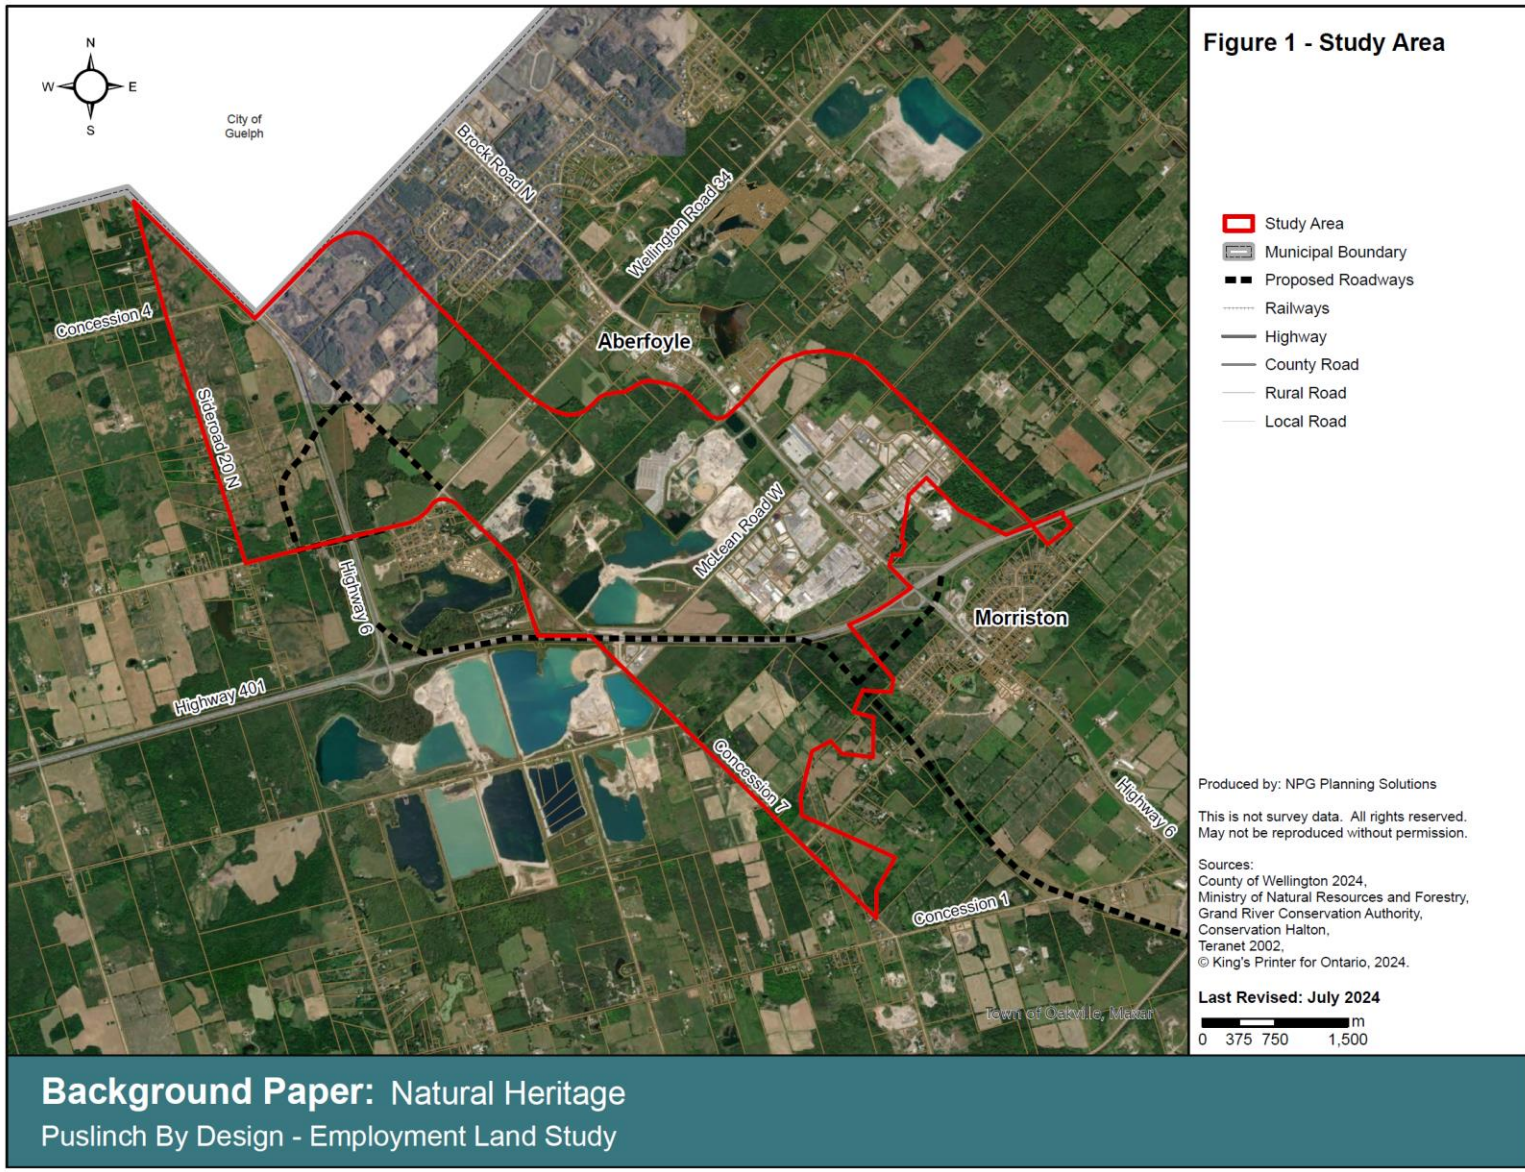 Figure 1 - Study Area
N
W
E
S
City of
Guelph
Brock Road N
Wellington Road 34
Aberfoyle
Concession 4
Sideroad 20 N
McLean Road W
Highway 6
Morriston
Highway 401
Concession 7
Highway 6
Concession 1
Town of Oakville, Maxar
Study Area
Municipal Boundary
Proposed Roadways
Railways
Highway
County Road
Rural Road
Local Road
Produced by: NPG Planning Solutions
This is not survey data. All rights reserved.
May not be reproduced without permission.
Sources:
County of Wellington 2024,
Ministry of Natural Resources and Forestry,
Grand River Conservation Authority,
Conservation Halton,
Teranet 2002,
© King's Printer for Ontario, 2024.
Last Revised: July 2024
m
0 375 750 1,500
Background Paper: Natural Heritage
Puslinch By Design - Employment Land Study